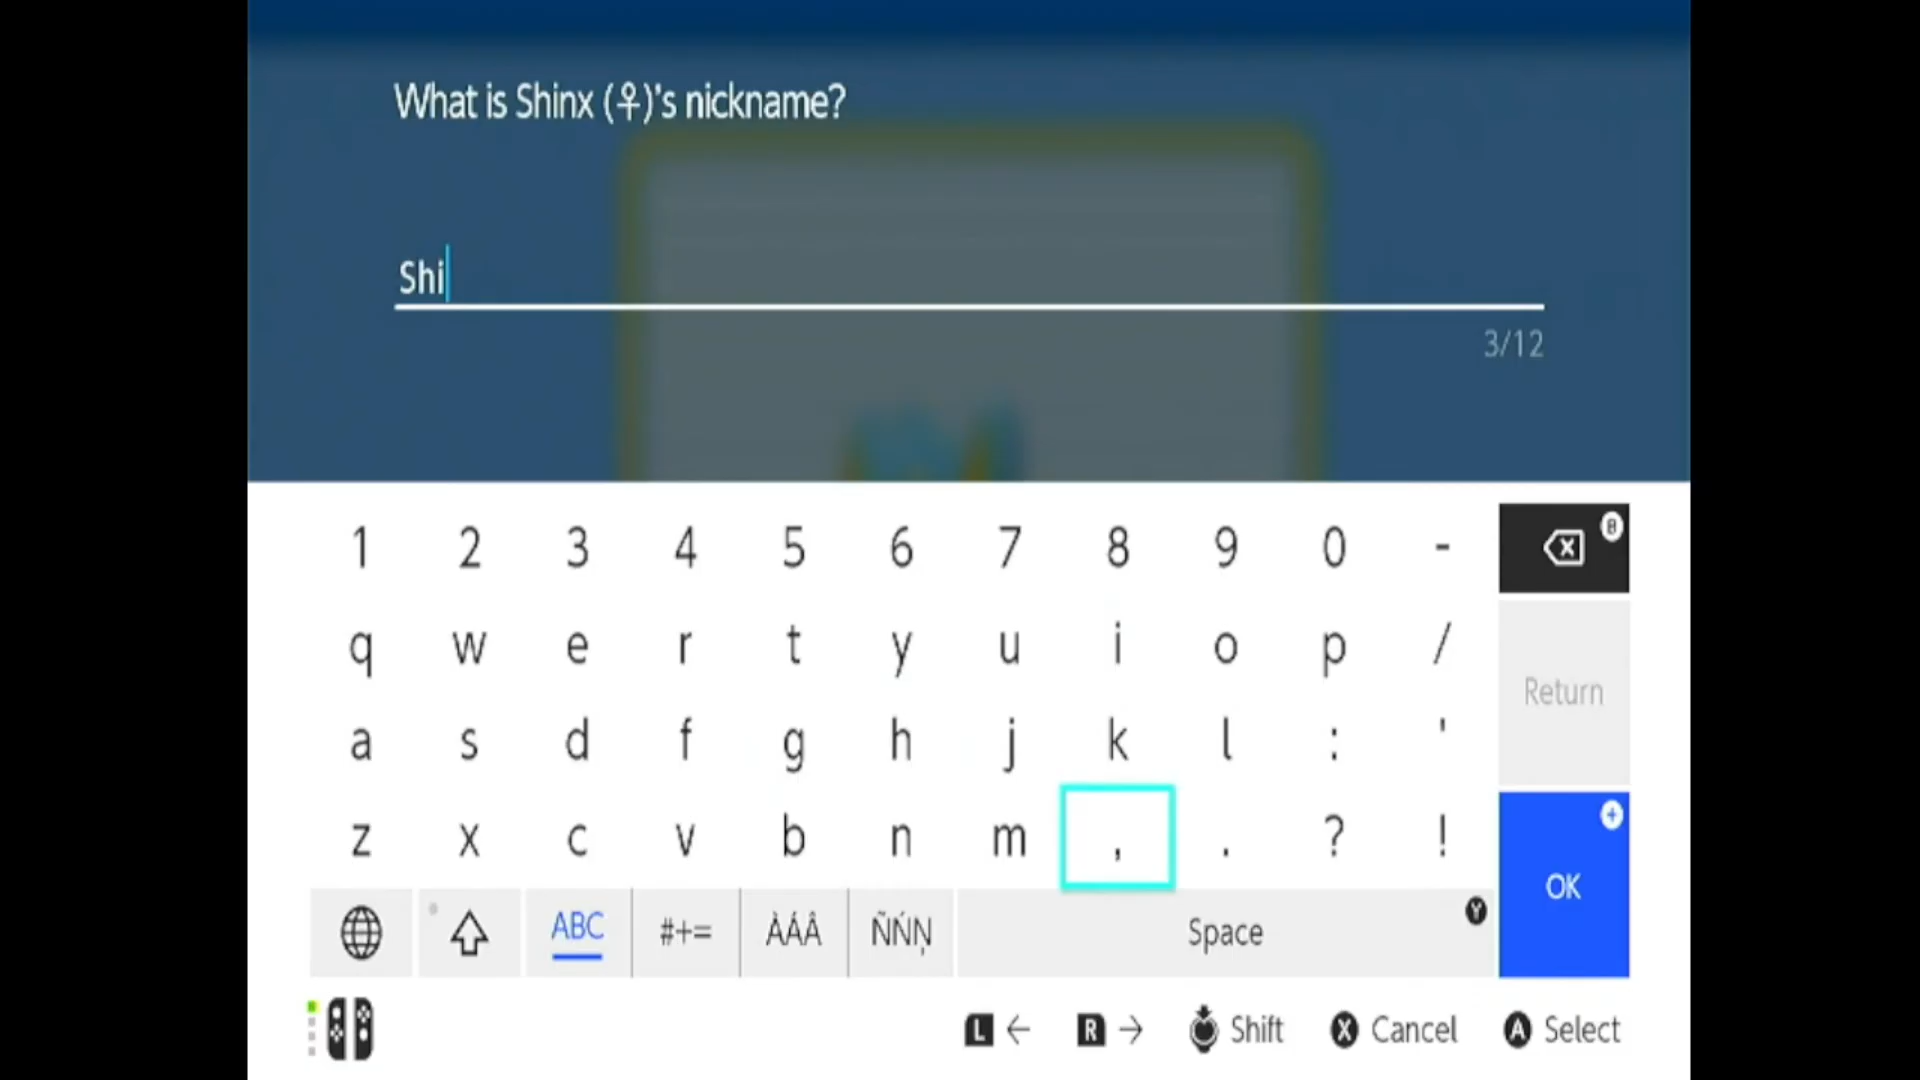 What is Shinx (♀)'s nickname?
Shi
3/12
1 2 3 4 5 6 7 8 9 0 - B
q w e r t y u i o p /
Return
a s d f g h j k l : '
z x c v b n m , . ? ! +
OK
ABC #+= ÀÁÂ ÑŃŅ Space Y
L ← R → Shift X Cancel A Select